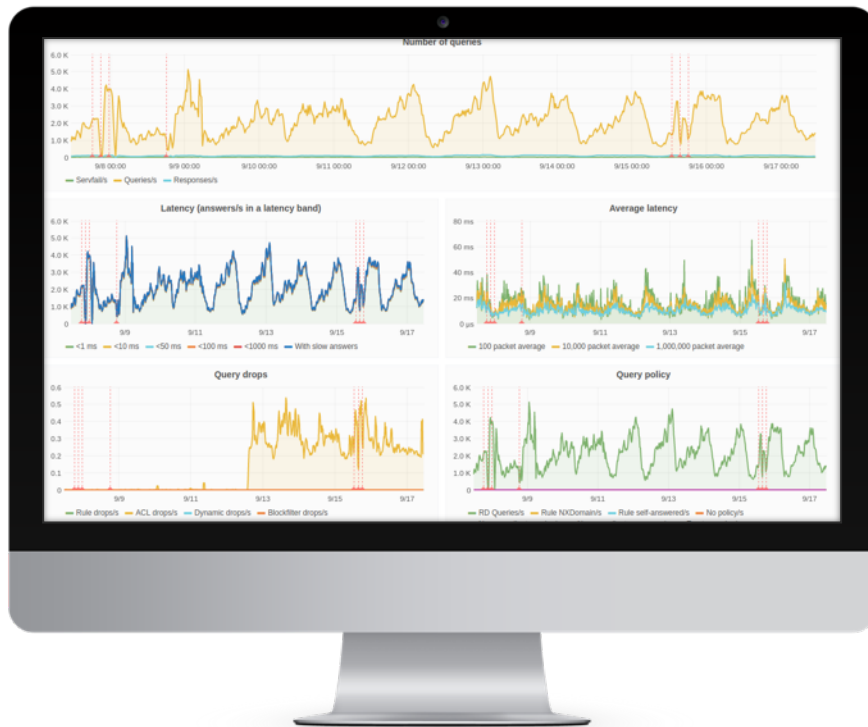 Number of queries
6.0 K
5.0 K
4.0 K
3.0 K
2.0 K
1.0 K
0
9/8 00:00 9/9 00:00 9/10 00:00 9/11 00:00 9/12 00:00 9/13 00:00 9/14 00:00 9/15 00:00 9/16 00:00 9/17 00:00
Servfail/s Queries/s Responses/s
Latency (answers/s in a latency band)
6.0 K
5.0 K
4.0 K
3.0 K
2.0 K
1.0 K
0
9/9 9/11 9/13 9/15 9/17
<1 ms <10 ms <50 ms <100 ms <1000 ms With slow answers
Average latency
80 ms
60 ms
40 ms
20 ms
0 µs
9/9 9/11 9/13 9/15 9/17
100 packet average 10,000 packet average 1,000,000 packet average
Query drops
0.6
0.5
0.4
0.3
0.2
0.1
0
9/9 9/11 9/13 9/15 9/17
Rule drops/s ACL drops/s Dynamic drops/s Blockfilter drops/s
Query policy
6.0 K
5.0 K
4.0 K
3.0 K
2.0 K
1.0 K
0
9/9 9/11 9/13 9/15 9/17
RD Queries/s Rule NXDomain/s Rule self-answered/s No policy/s